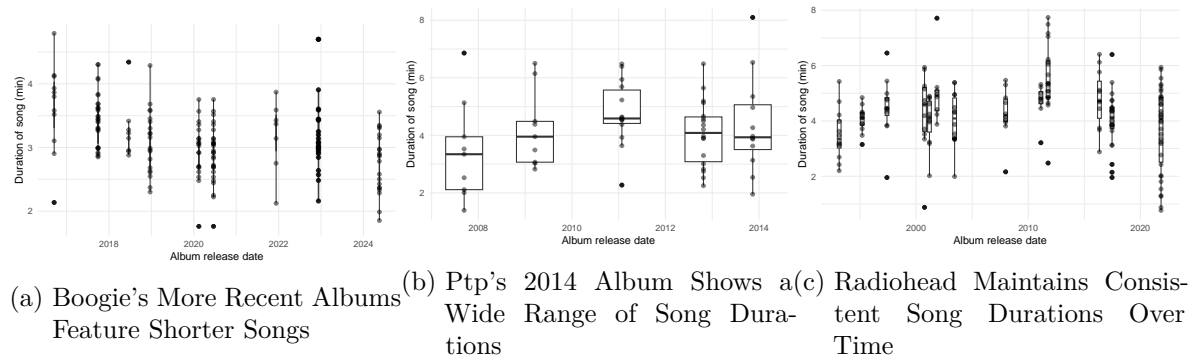 4
2
Duration of song (min)
2018
2020
2022
2024
Album release date
8
6
4
2
Duration of song (min)
2008
2010
2012
2014
Album release date
8
6
4
2
Duration of song (min)
2000
2010
2020
Album release date
(a) Boogie's More Recent Albums
Feature Shorter Songs
(b) Ptp's 2014 Album Shows a
Wide Range of Song Dura-
tions
(c) Radiohead Maintains Consis-
tent Song Durations Over
Time